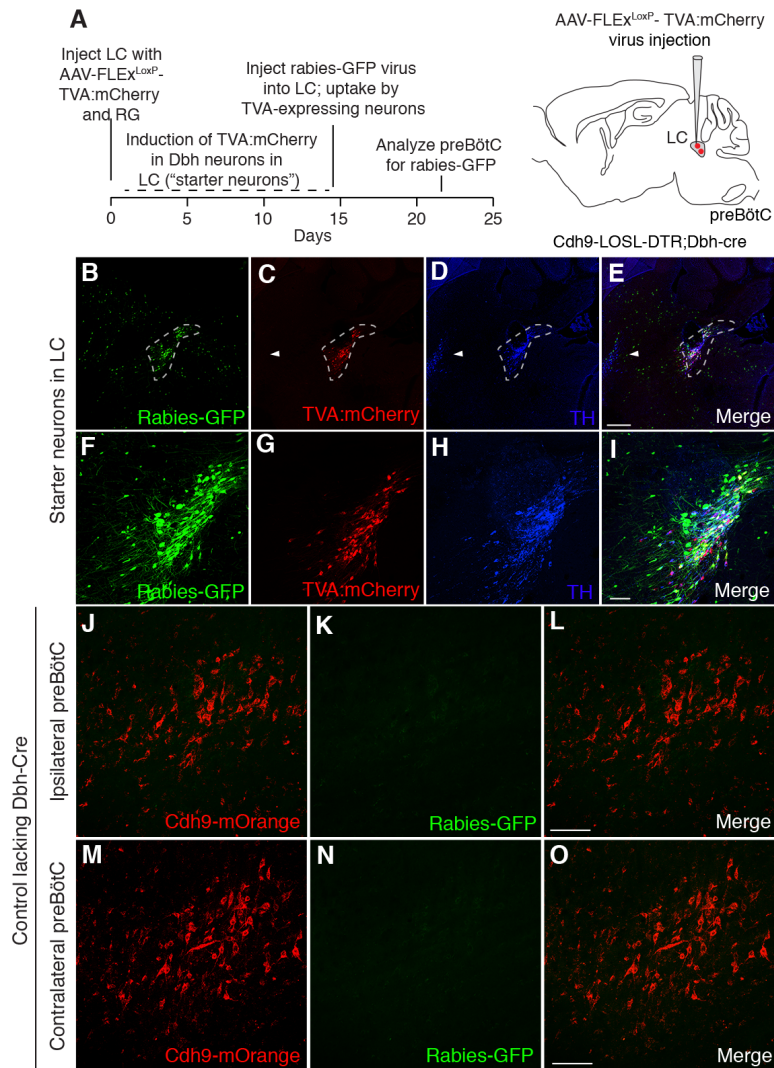 A
Inject LC with
AAV-FLEx^LoxP-
TVA:mCherry
and RG
Inject rabies-GFP virus
into LC; uptake by
TVA-expressing neurons
Induction of TVA:mCherry
in Dbh neurons in
LC ("starter neurons")
Analyze preBötC
for rabies-GFP
0 5 10 15 20 25
Days
AAV-FLEx^LoxP- TVA:mCherry
virus injection
LC
preBötC
Cdh9-LOSL-DTR;Dbh-cre
Starter neurons in LC
B
Rabies-GFP
C
TVA:mCherry
D
TH
E
Merge
F
Rabies-GFP
G
TVA:mCherry
H
TH
I
Merge
Control lacking Dbh-Cre
Ipsilateral preBötC
J
Cdh9-mOrange
K
Rabies-GFP
L
Merge
Contralateral preBötC
M
Cdh9-mOrange
N
Rabies-GFP
O
Merge